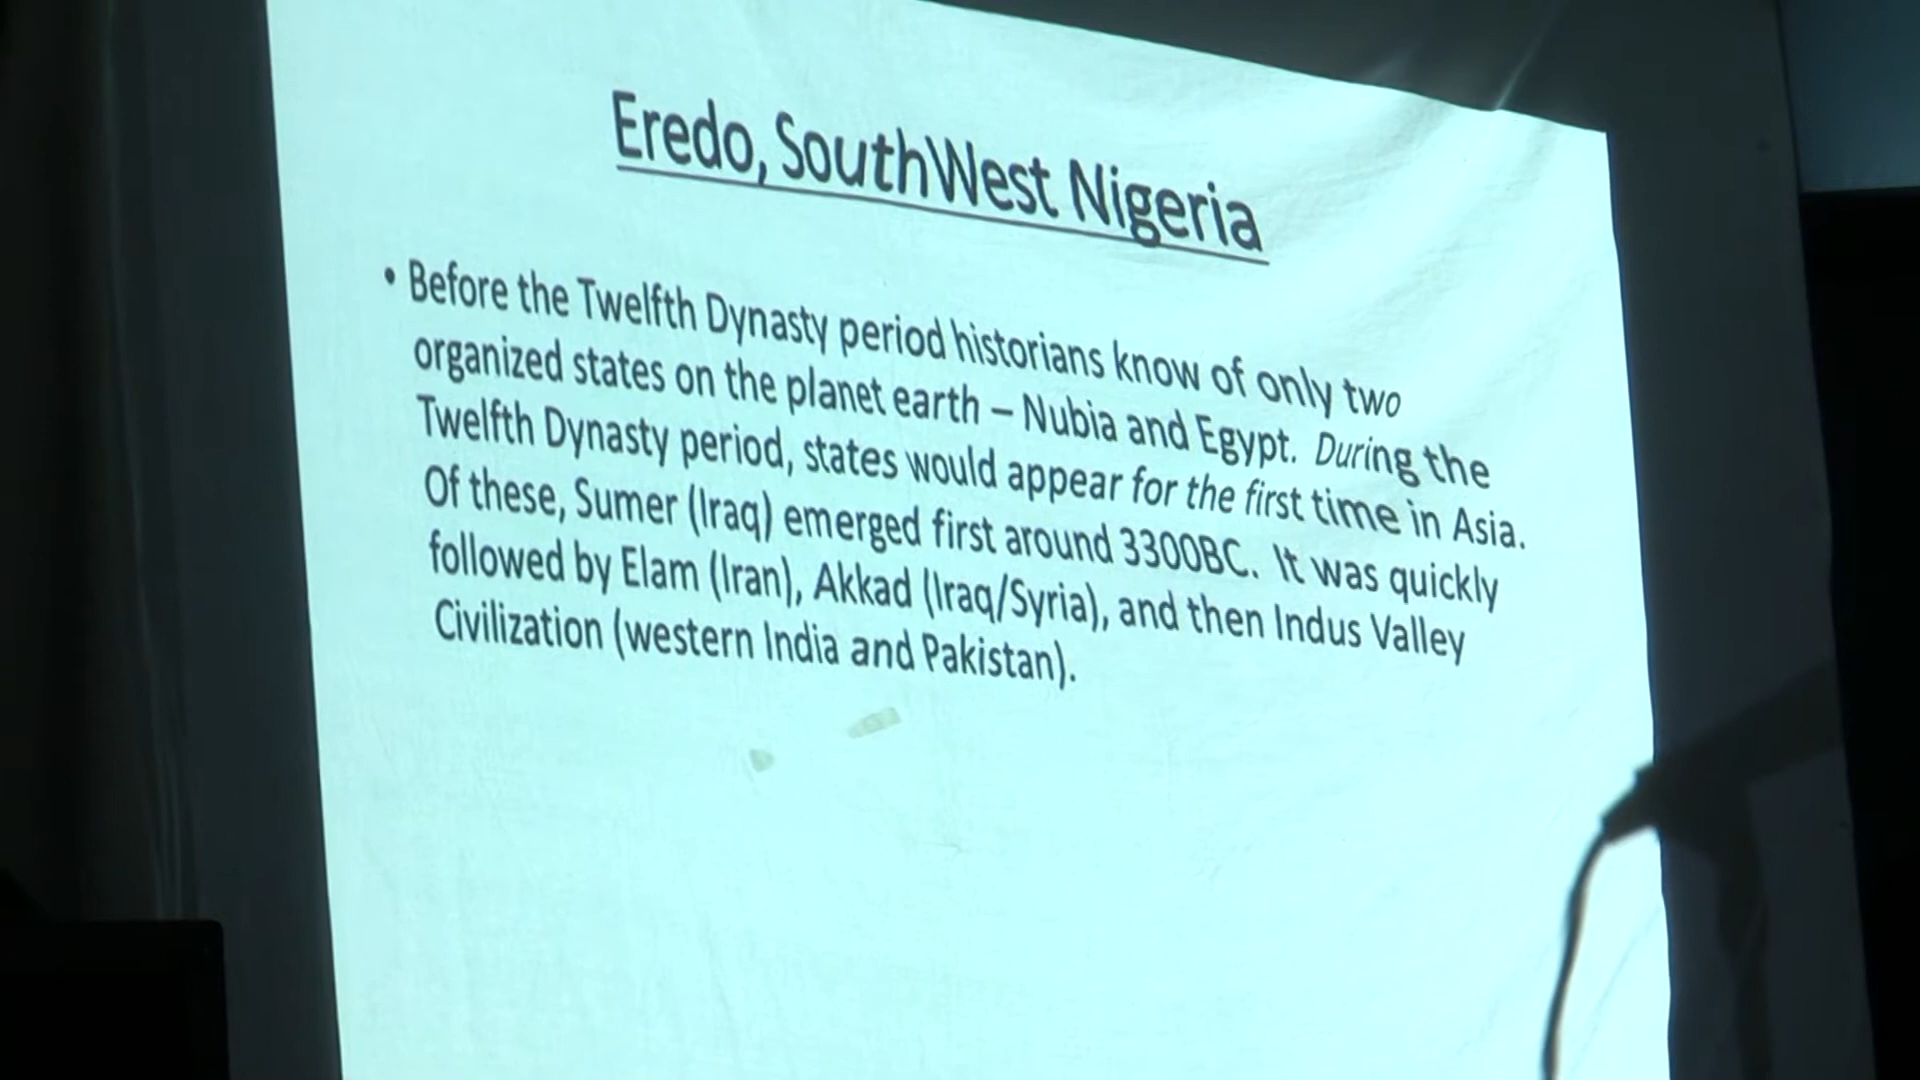 Eredo, SouthWest Nigeria
• Before the Twelfth Dynasty period historians know of only two
organized states on the planet earth – Nubia and Egypt. During the
Twelfth Dynasty period, states would appear for the first time in Asia.
Of these, Sumer (Iraq) emerged first around 3300BC. It was quickly
followed by Elam (Iran), Akkad (Iraq/Syria), and then Indus Valley
Civilization (western India and Pakistan).